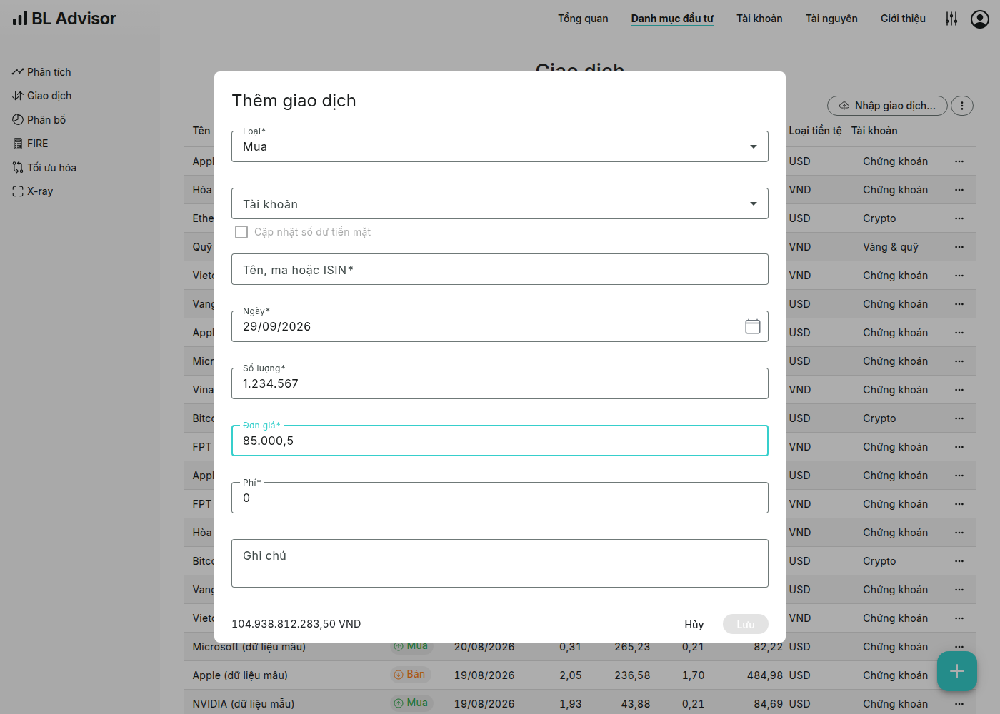 BL Advisor
Tổng quan
Danh mục đầu tư
Tài khoản
Tài nguyên
Giới thiệu
Phân tích
Giao dịch
Phân bổ
FIRE
Tối ưu hóa
X-ray
Giao dịch
Nhập giao dịch...
Tên
Loại tiền tệ
Tài khoản
Thêm giao dịch
Loại*
Mua
Tài khoản
Cập nhật số dư tiền mặt
Tên, mã hoặc ISIN*
Ngày*
29/09/2026
Số lượng*
1.234.567
Đơn giá*
85.000,5
Phí*
0
Ghi chú
104.938.812.283,50 VND
Hủy
Lưu
Appl USD Chứng khoán
Hòa VND Chứng khoán
Ethe USD Crypto
Quỹ VND Vàng & quỹ
Vietc VND Chứng khoán
Vang USD Chứng khoán
Appl USD Chứng khoán
Micr USD Chứng khoán
Vina VND Chứng khoán
Bitco USD Crypto
FPT VND Chứng khoán
Appl USD Chứng khoán
FPT VND Chứng khoán
Hòa VND Chứng khoán
Bitco USD Crypto
Vang USD Chứng khoán
Vietc VND Chứng khoán
Microsoft (dữ liệu mẫu) Mua 20/08/2026 0,31 265,23 0,21 82,22 USD Chứng khoán
Apple (dữ liệu mẫu) Bán 19/08/2026 2,05 236,58 1,70 484,98 USD Chứng khoán
NVIDIA (dữ liệu mẫu) Mua 19/08/2026 1,93 43,88 0,21 84,69 USD Chứng khoán